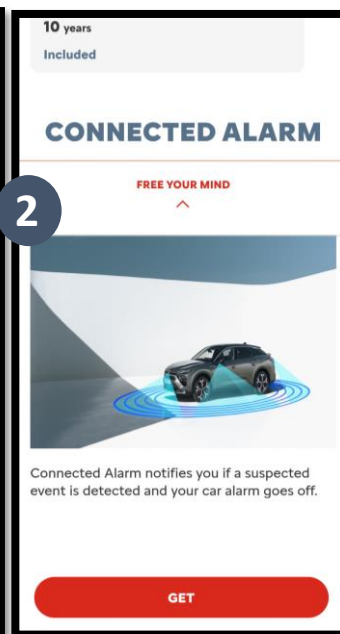 10 years
Included
CONNECTED ALARM
FREE YOUR MIND
2
Connected Alarm notifies you if a suspected
event is detected and your car alarm goes off.
GET